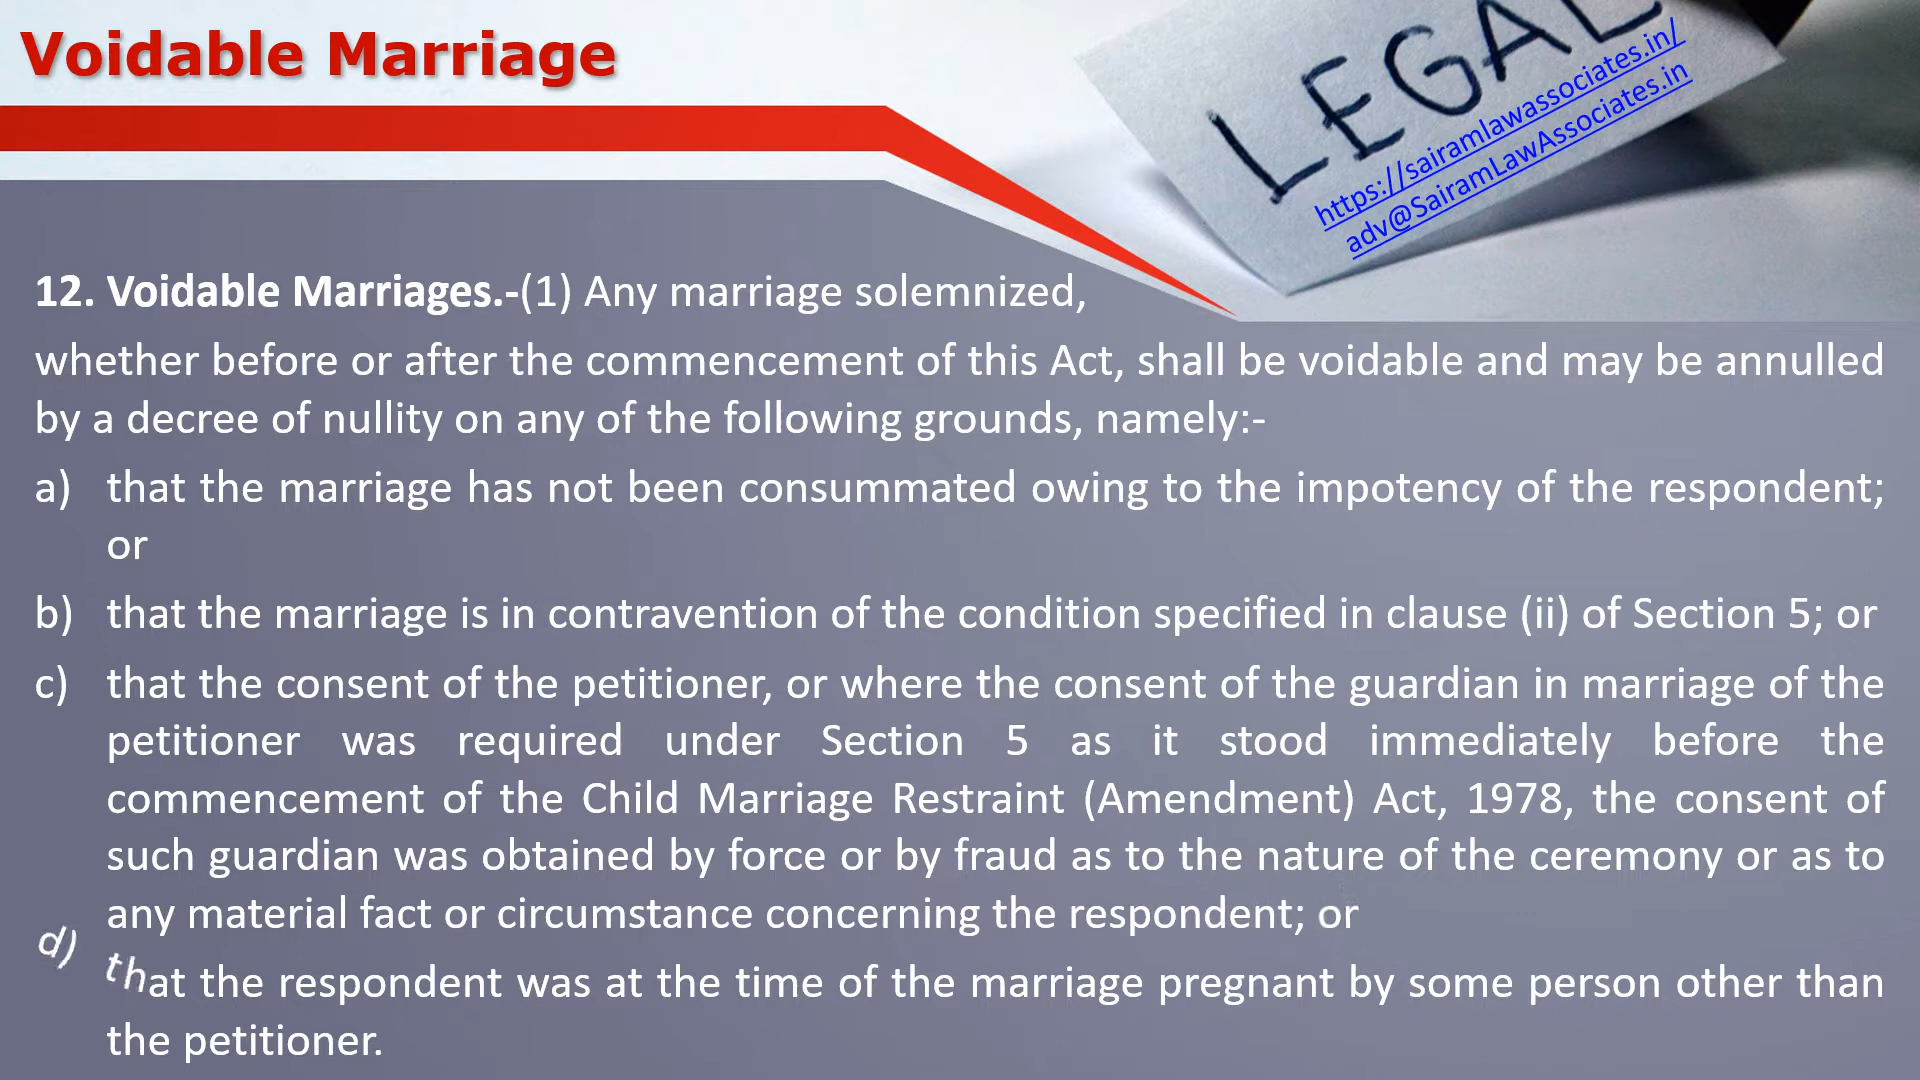 Voidable Marriage
LEGAL
https://sairamlawassociates.in/
adv@SairamLawAssociates.in
12. Voidable Marriages.-(1) Any marriage solemnized,
whether before or after the commencement of this Act, shall be voidable and may be annulled
by a decree of nullity on any of the following grounds, namely:-
a) that the marriage has not been consummated owing to the impotency of the respondent;
or
b) that the marriage is in contravention of the condition specified in clause (ii) of Section 5; or
c) that the consent of the petitioner, or where the consent of the guardian in marriage of the
petitioner was required under Section 5 as it stood immediately before the
commencement of the Child Marriage Restraint (Amendment) Act, 1978, the consent of
such guardian was obtained by force or by fraud as to the nature of the ceremony or as to
any material fact or circumstance concerning the respondent; or
d) that the respondent was at the time of the marriage pregnant by some person other than
the petitioner.